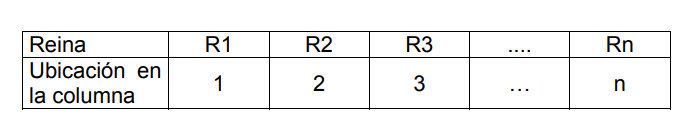 Reina R1 R2 R3 .... Rn
Ubicación en
la columna 1 2 3 ... n